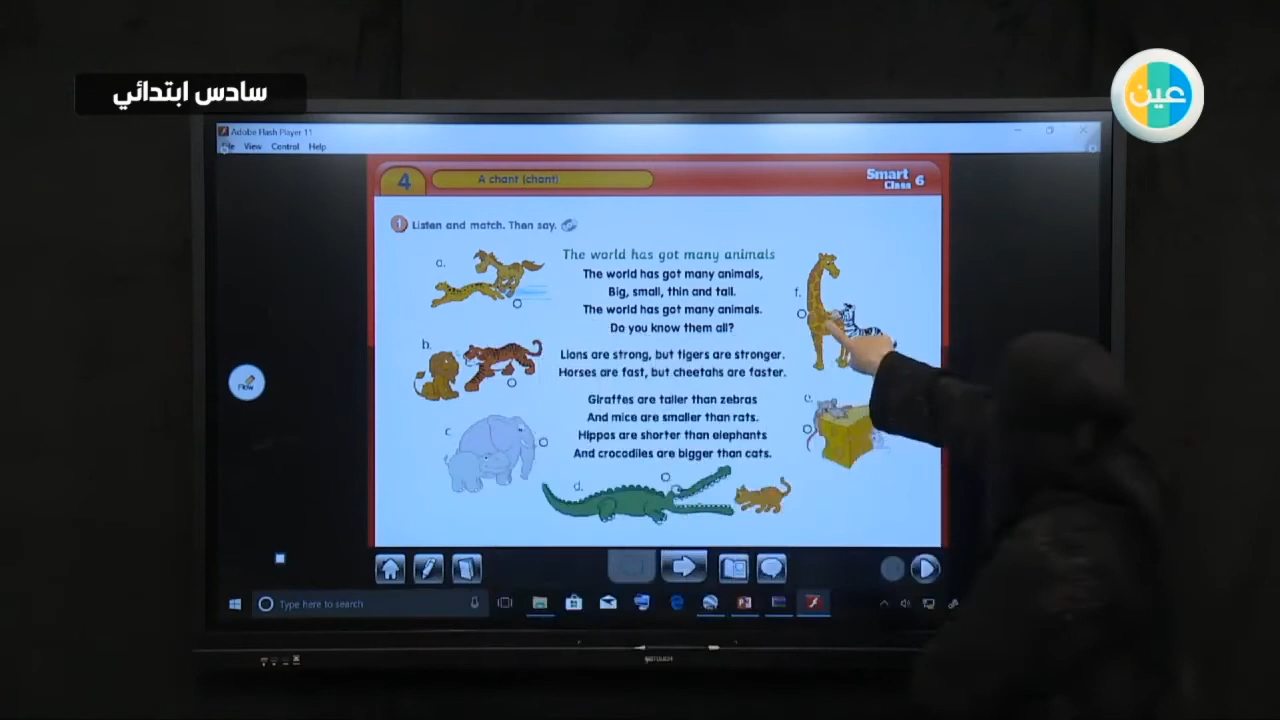 سادس ابتدائي
عين
Adobe Flash Player 11
File View Control Help
4
A chant (chant)
Smart
Class 6
1 Listen and match. Then say.
The world has got many animals
The world has got many animals,
Big, small, thin and tall.
The world has got many animals.
Do you know them all?
Lions are strong, but tigers are stronger.
Horses are fast, but cheetahs are faster.
Giraffes are taller than zebras
And mice are smaller than rats.
Hippos are shorter than elephants
And crocodiles are bigger than cats.
a.
b.
c
d.
e.
f.
Flow
Type here to search